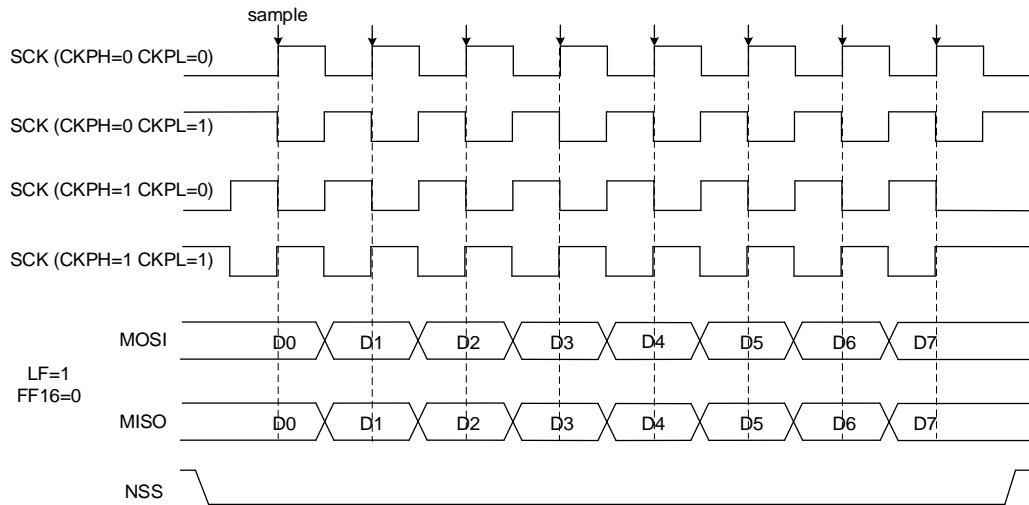 sample
SCK (CKPH=0 CKPL=0)
SCK (CKPH=0 CKPL=1)
SCK (CKPH=1 CKPL=0)
SCK (CKPH=1 CKPL=1)
MOSI
D0 D1 D2 D3 D4 D5 D6 D7
LF=1
FF16=0
MISO
D0 D1 D2 D3 D4 D5 D6 D7
NSS